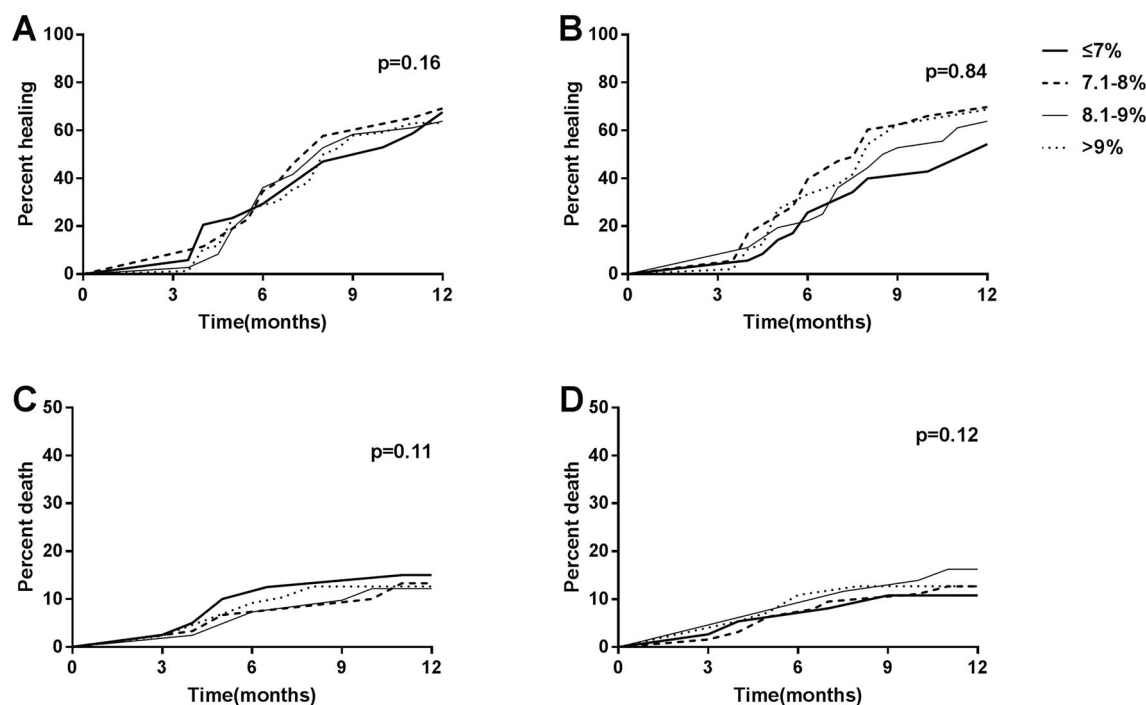 A
100
80
60
40
20
0
Percent healing
p=0.16
0 3 6 9 12
Time(months)
B
100
80
60
40
20
0
Percent healing
p=0.84
0 3 6 9 12
Time(months)
≤7%
7.1-8%
8.1-9%
>9%
C
50
40
30
20
10
0
Percent death
p=0.11
0 3 6 9 12
Time(months)
D
50
40
30
20
10
0
Percent death
p=0.12
0 3 6 9 12
Time(months)